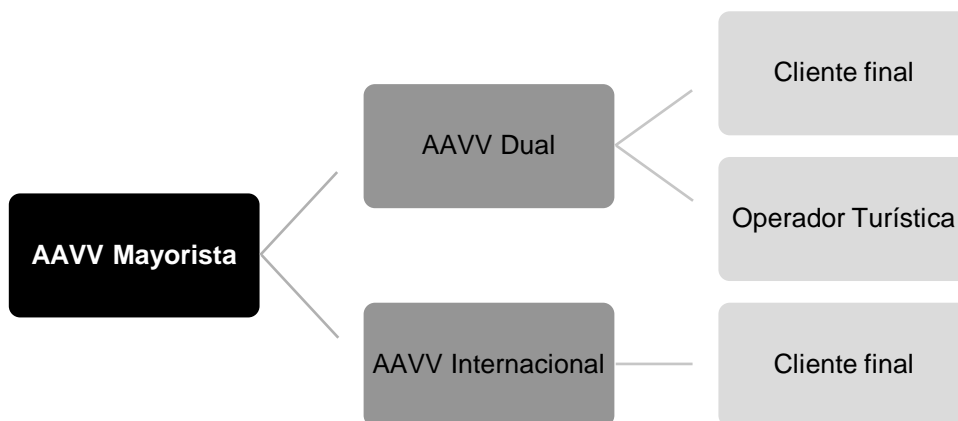 Cliente final
AAVV Dual
Operador Turística
AAVV Mayorista
AAVV Internacional
Cliente final